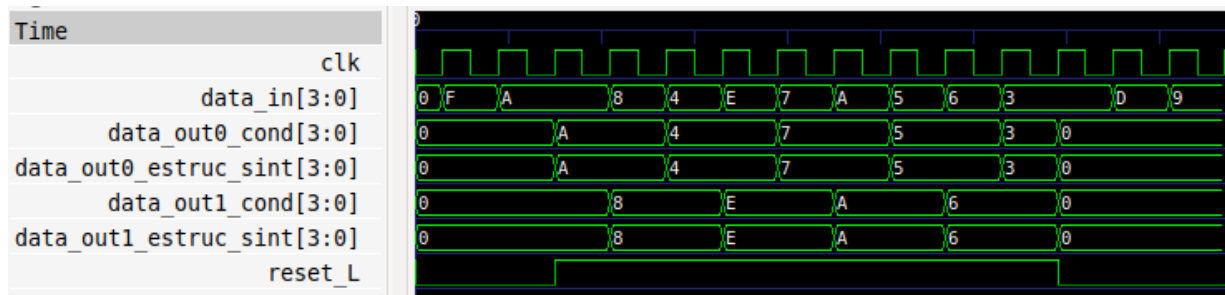 Time
0
clk
data_in[3:0] 0 F A 8 4 E 7 A 5 6 3 D 9
data_out0_cond[3:0] 0 A 4 7 5 3 0
data_out0_estruc_sint[3:0] 0 A 4 7 5 3 0
data_out1_cond[3:0] 0 8 E A 6 0
data_out1_estruc_sint[3:0] 0 8 E A 6 0
reset_L